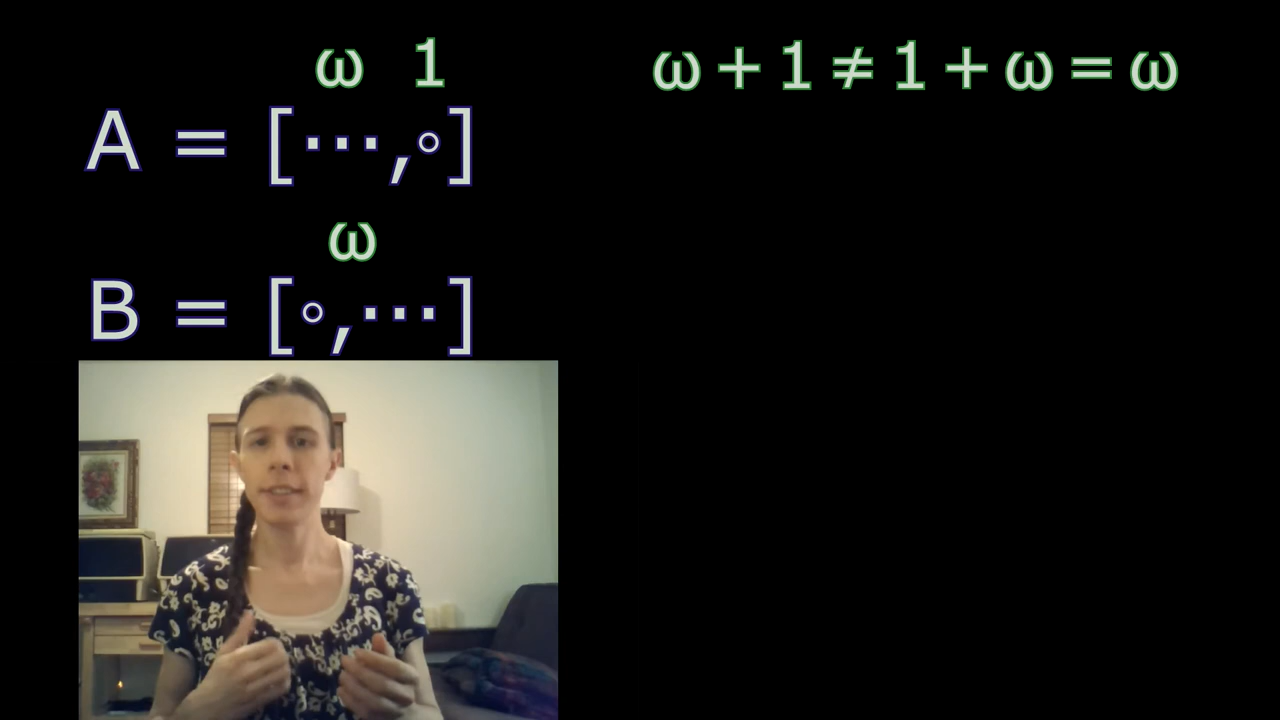 ω 1
ω + 1 ≠ 1 + ω = ω
A = [⋯,∘]
ω
B = [∘,⋯]